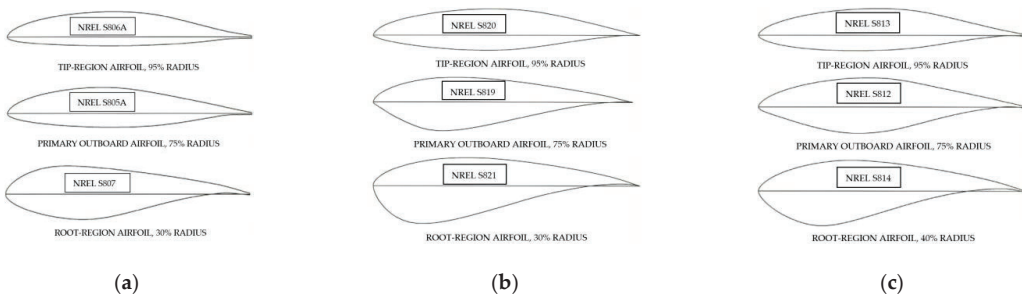 NREL S806A
TIP-REGION AIRFOIL, 95% RADIUS
NREL S805A
PRIMARY OUTBOARD AIRFOIL, 75% RADIUS
NREL S807
ROOT-REGION AIRFOIL, 30% RADIUS
(a)
NREL S820
TIP-REGION AIRFOIL, 95% RADIUS
NREL S819
PRIMARY OUTBOARD AIRFOIL, 75% RADIUS
NREL S821
ROOT-REGION AIRFOIL, 30% RADIUS
(b)
NREL S813
TIP-REGION AIRFOIL, 95% RADIUS
NREL S812
PRIMARY OUTBOARD AIRFOIL, 75% RADIUS
NREL S814
ROOT-REGION AIRFOIL, 40% RADIUS
(c)